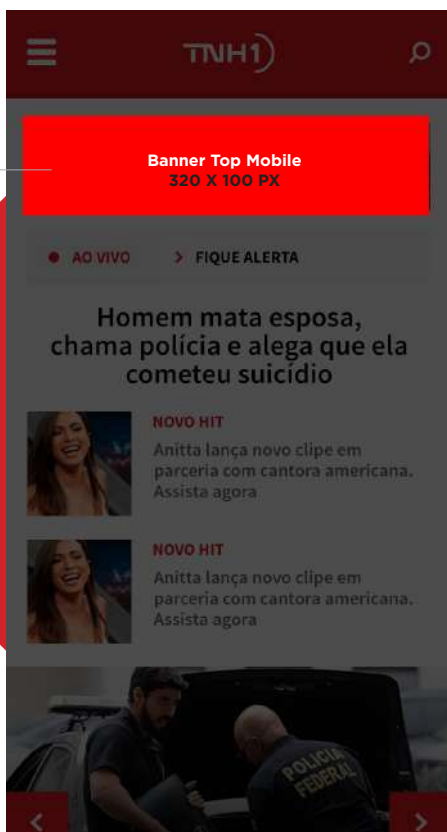 TNH1
Banner Top Mobile
320 X 100 PX
AO VIVO
FIQUE ALERTA
Homem mata esposa,
chama polícia e alega que ela
cometeu suicídio
NOVO HIT
Anitta lança novo clipe em
parceria com cantora americana.
Assista agora
NOVO HIT
Anitta lança novo clipe em
parceria com cantora americana.
Assista agora
POLICIA
FEDERAL